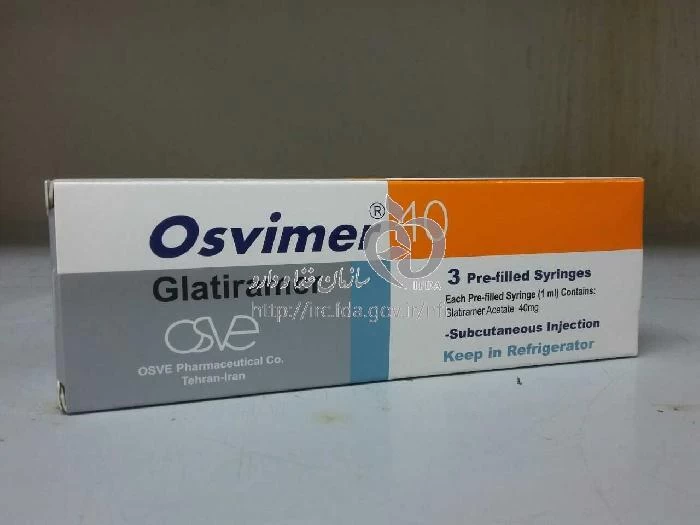 Osvimer® 40
Glatiramer
OSVE
OSVE Pharmaceutical Co.
Tehran-Iran
3 Pre-filled Syringes
Each Pre-filled Syringe (1 ml) Contains:
Glatiramer Acetate 40mg
-Subcutaneous Injection
Keep in Refrigerator
سازمان غذا و دارو
IFDA
http://irc.fda.gov.ir/nfi